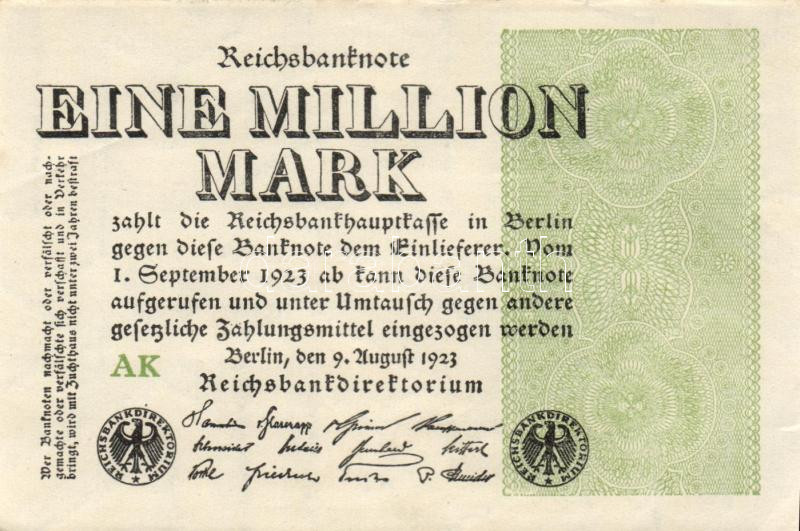 Reichsbanknote
EINE MILLION
MARK
zahlt die Reichsbankhauptkasse in Berlin
gegen diese Banknote dem Einlieferer. Vom
1. September 1923 ab kann diese Banknote
aufgerufen und unter Umtausch gegen andere
gesetzliche Zahlungsmittel eingezogen werden
Berlin, den 9. August 1923
Reichsbankdirektorium
AK
Wer Banknoten nachmacht oder verfälscht oder nach-
gemachte oder verfälschte sich verschafft und in Verkehr
bringt, wird mit Zuchthaus nicht unter zwei Jahren bestraft
REICHSBANKDIREKTORIUM
REICHSBANKDIREKTORIUM